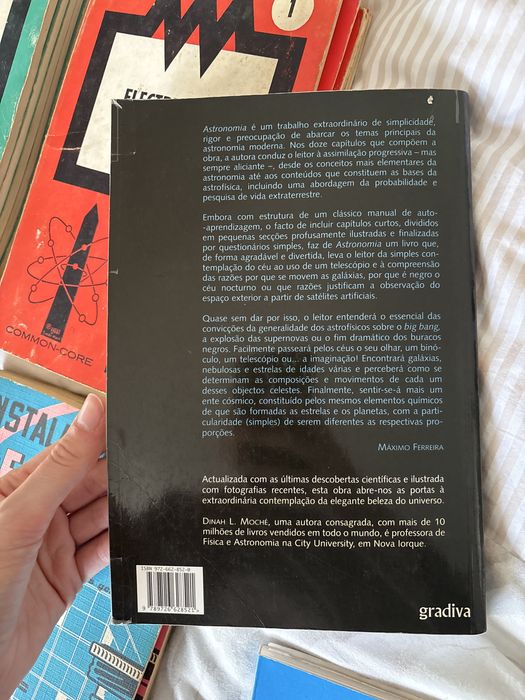 1
ELECTR
COMMON-CORE
Astronomia é um trabalho extraordinário de simplicidade,
rigor e preocupação de abarcar os temas principais da
astronomia moderna. Nos doze capítulos que compõem a
obra, a autora conduz o leitor à assimilação progressiva – mas
sempre aliciante –, desde os conceitos mais elementares da
astronomia até aos conteúdos que constituem as bases da
astrofísica, incluindo uma abordagem da probabilidade e
pesquisa de vida extraterrestre.
Embora com estrutura de um clássico manual de auto-
-aprendizagem, o facto de incluir capítulos curtos, divididos
em pequenas secções profusamente ilustradas e finalizadas
por questionários simples, faz de Astronomia um livro que,
de forma agradável e divertida, leva o leitor da simples con-
templação do céu ao uso de um telescópio e à compreensão
das razões por que se movem as galáxias, por que é negro o
céu nocturno ou que razões justificam a observação do
espaço exterior a partir de satélites artificiais.
Quase sem dar por isso, o leitor entenderá o essencial das
convicções da generalidade dos astrofísicos sobre o big bang,
a explosão das supernovas ou o fim dramático dos buracos
negros. Facilmente passeará pelos céus o seu olhar, um binó-
culo, um telescópio ou... a imaginação! Encontrará galáxias,
nebulosas e estrelas de idades várias e perceberá como se
determinam as composições e movimentos de cada um
desses objectos celestes. Finalmente, sentir-se-á mais um
ente cósmico, constituído pelos mesmos elementos químicos
de que são formadas as estrelas e os planetas, com a parti-
cularidade (simples) de serem diferentes as respectivas pro-
porções.
MÁXIMO FERREIRA
Actualizada com as últimas descobertas científicas e ilustrada
com fotografias recentes, esta obra abre-nos as portas à
extraordinária contemplação da elegante beleza do universo.
DINAH L. MOCHÉ, uma autora consagrada, com mais de 10
milhões de livros vendidos em todo o mundo, é professora de
Física e Astronomia na City University, em Nova Iorque.
ISBN 972-662-852-0
9 789726 628521
gradiva
NSTAL